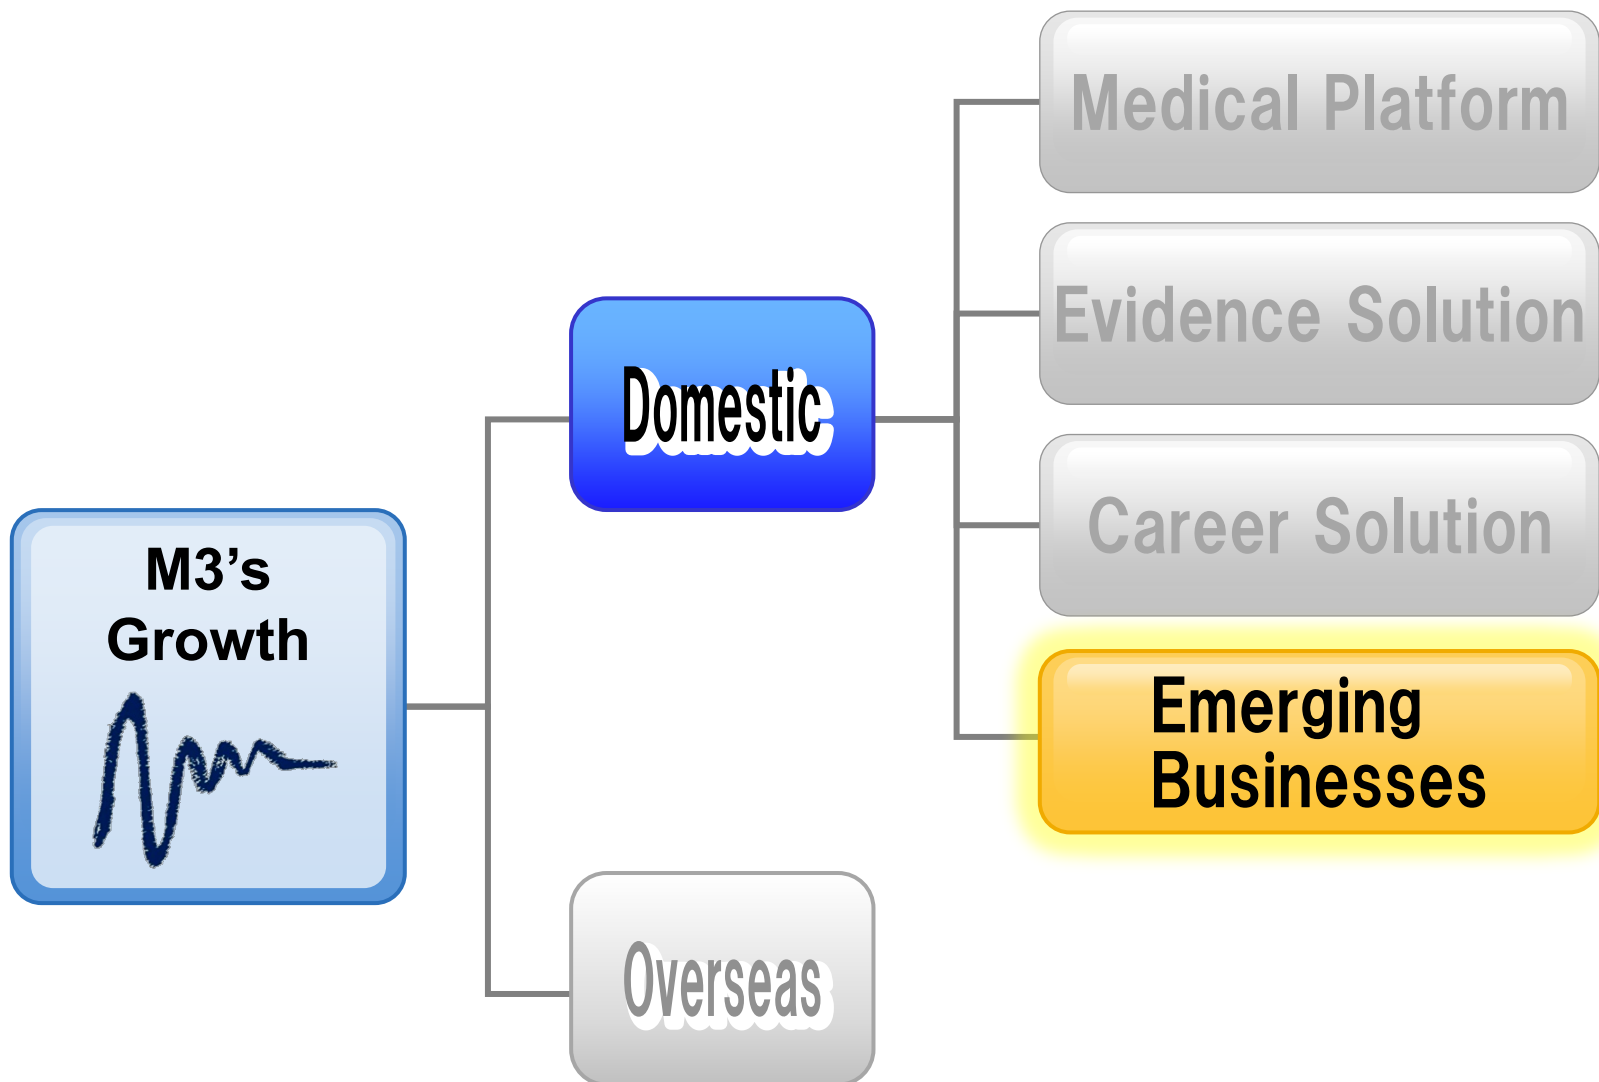 M3’s
Growth
Domestic
Overseas
Medical Platform
Evidence Solution
Career Solution
Emerging
Businesses